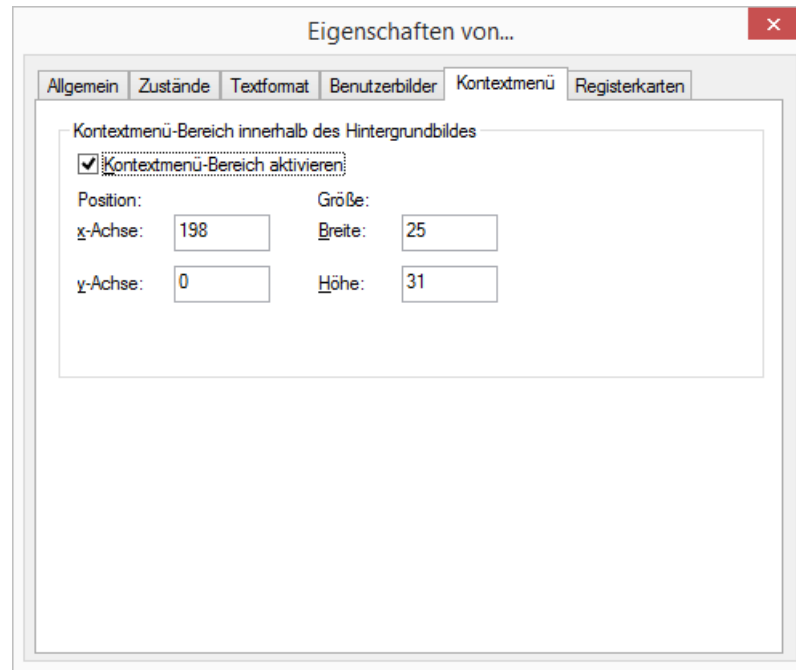 Eigenschaften von...
Allgemein Zustände Textformat Benutzerbilder Kontextmenü Registerkarten
Kontextmenü-Bereich innerhalb des Hintergrundbildes
Kontextmenü-Bereich aktivieren
Position: Größe:
x-Achse: 198 Breite: 25
y-Achse: 0 Höhe: 31